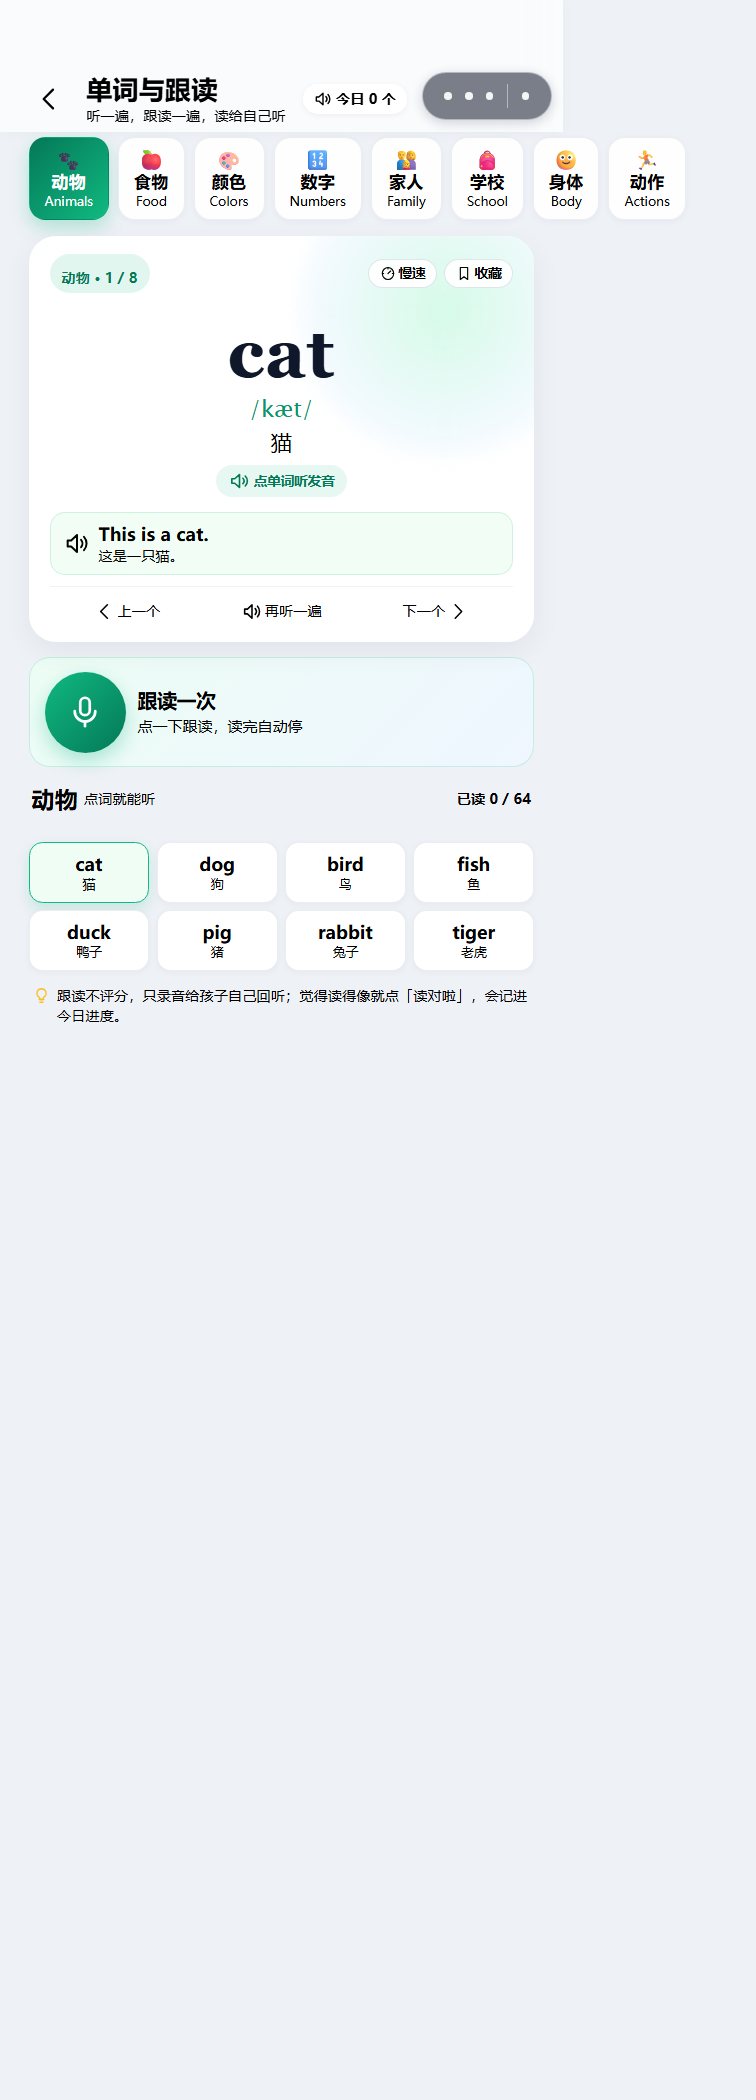 单词与跟读
听一遍，跟读一遍，读给自己听
今日 0 个
动物
Animals
食物
Food
颜色
Colors
数字
Numbers
家人
Family
学校
School
身体
Body
动作
Actions
动物 • 1 / 8
慢速
收藏
cat
/kæt/
猫
点单词听发音
This is a cat.
这是一只猫。
上一个
再听一遍
下一个
跟读一次
点一下跟读，读完自动停
动物 点词就能听
已读 0 / 64
cat
猫
dog
狗
bird
鸟
fish
鱼
duck
鸭子
pig
猪
rabbit
兔子
tiger
老虎
跟读不评分，只录音给孩子自己回听；觉得读得像就点「读对啦」，会记进
今日进度。